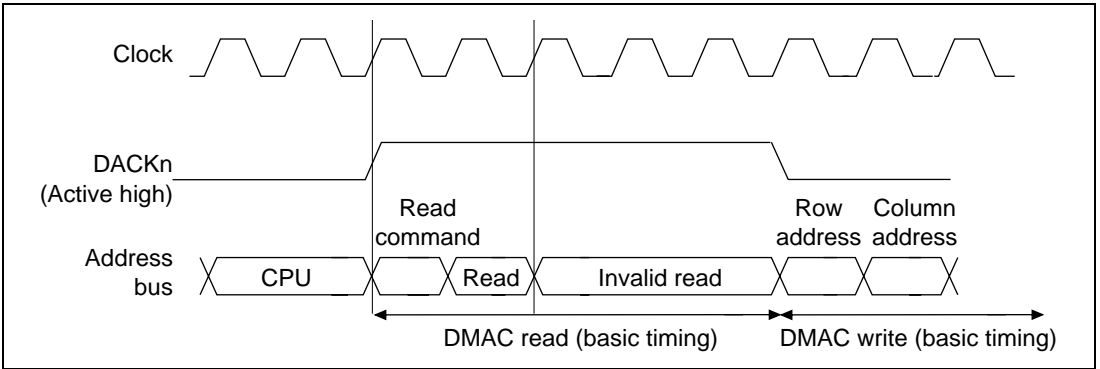 Clock
DACKn
(Active high)
Read
command
Row
address
Column
address
Address
bus
CPU
Read
Invalid read
DMAC read (basic timing)
DMAC write (basic timing)